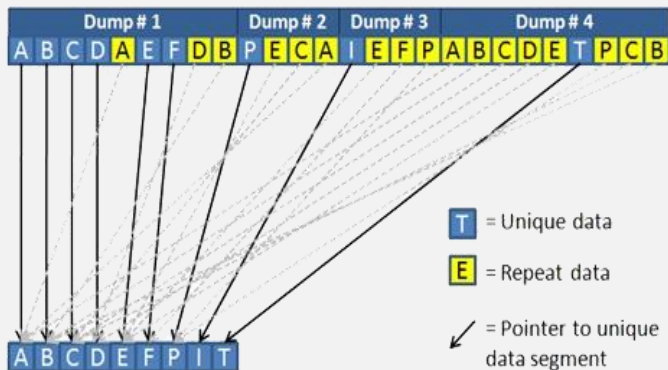 Dump # 1 Dump # 2 Dump # 3 Dump # 4
A B C D A E F D B P E C A I E F P A B C D E T P C B
T = Unique data
E = Repeat data
= Pointer to unique
data segment
A B C D E F P I T